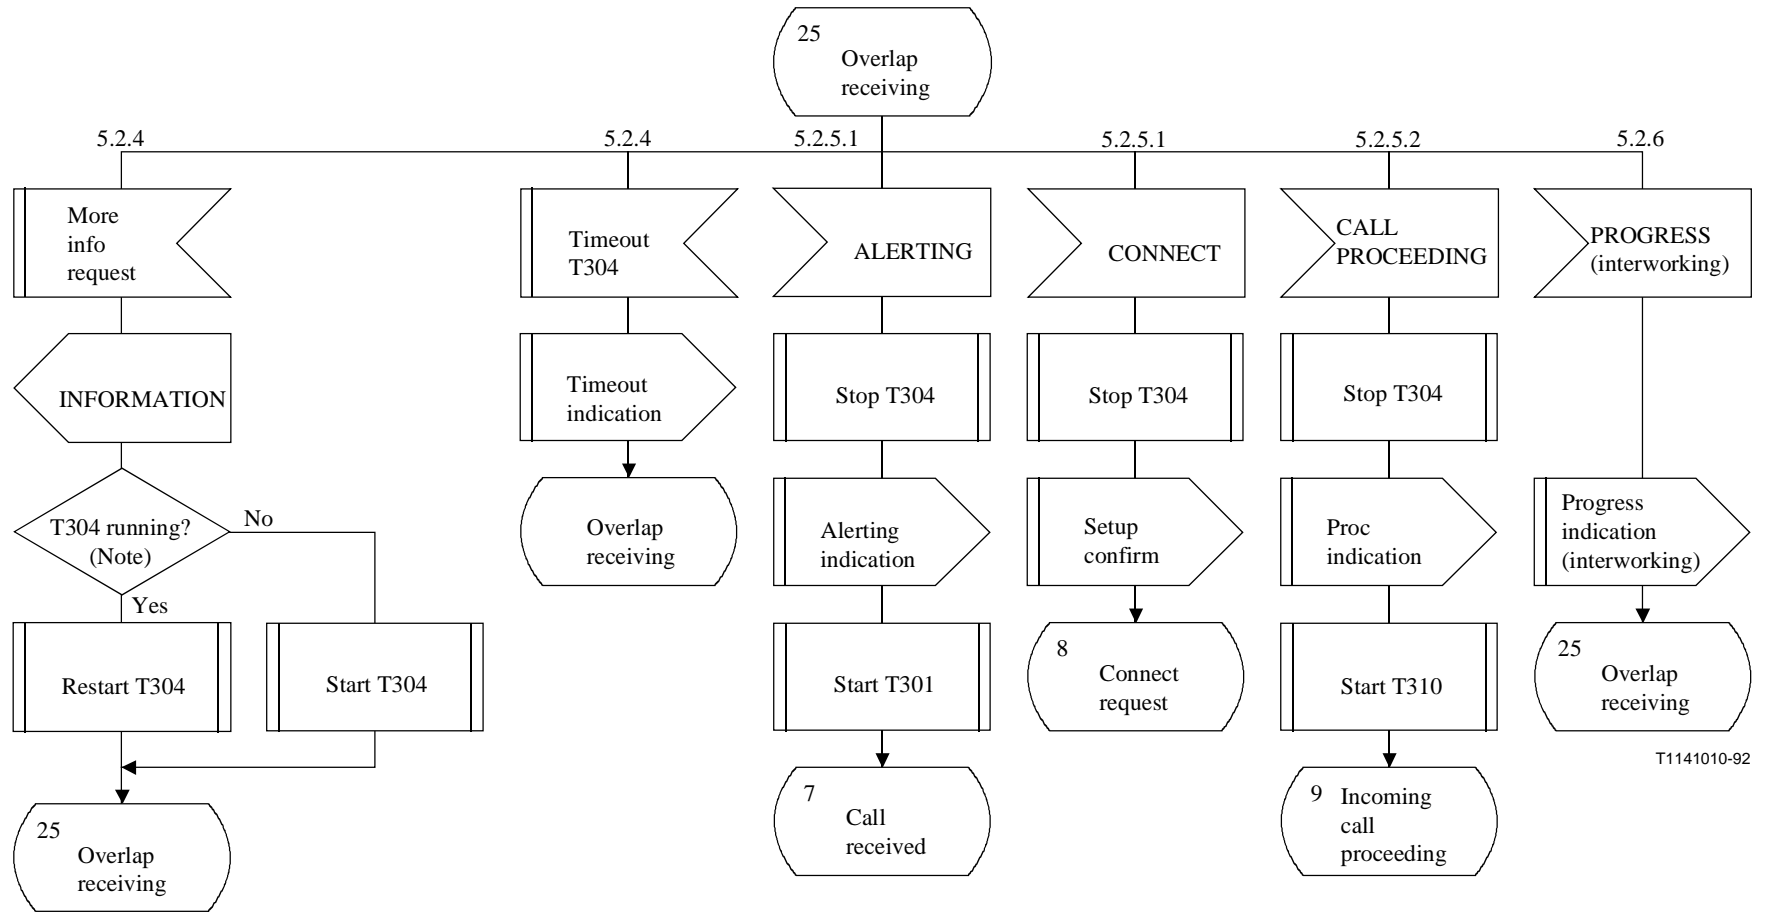 25
Overlap
receiving
5.2.4
5.2.4
5.2.5.1
5.2.5.1
5.2.5.2
5.2.6
More
info
request
Timeout
T304
ALERTING
CONNECT
CALL
PROCEEDING
PROGRESS
(interworking)
INFORMATION
Timeout
indication
Stop T304
Stop T304
Stop T304
T304 running?
(Note)
No
Yes
Overlap
receiving
Alerting
indication
Setup
confirm
Proc
indication
Progress
indication
(interworking)
Restart T304
Start T304
Start T301
8
Connect
request
Start T310
25
Overlap
receiving
T1141010-92
25
Overlap
receiving
7
Call
received
9 Incoming
call
proceeding